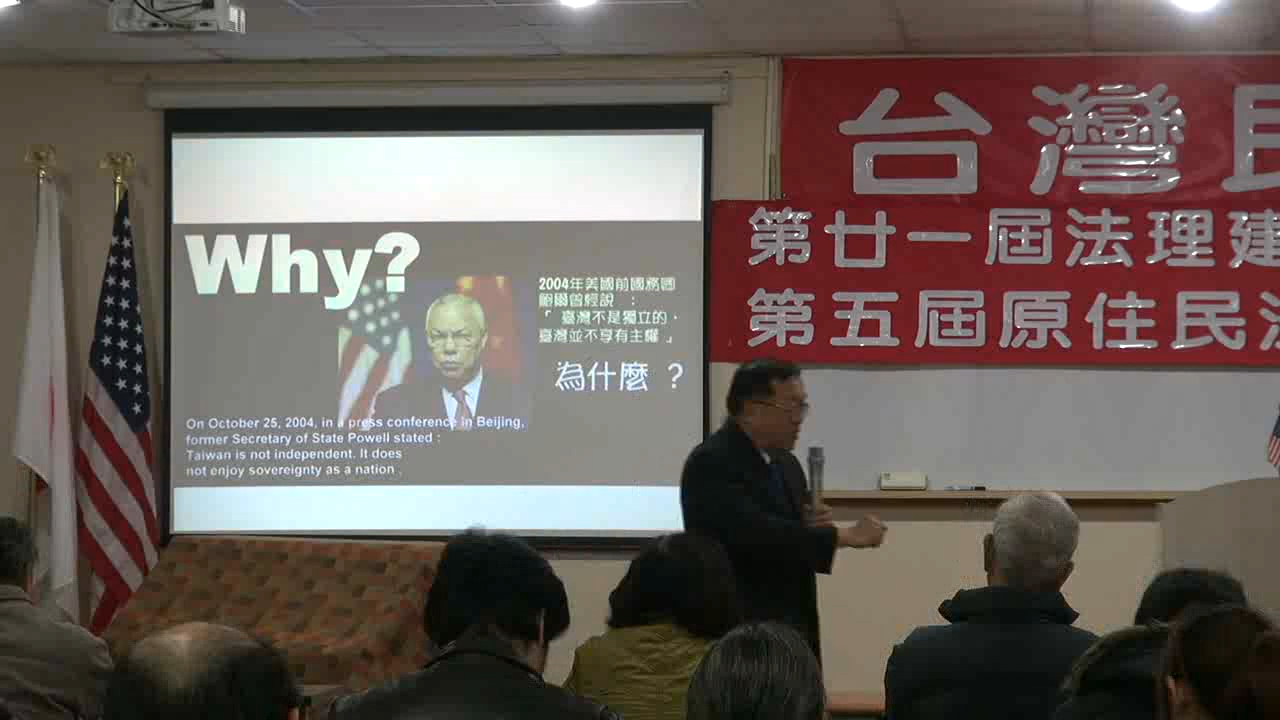 Why?
2004年美國前國務卿
鮑爾曾經說 ：
「 臺灣不是獨立的，
臺灣並不享有主權 」
為什麼 ？
On October 25, 2004, in a press conference in Beijing,
former Secretary of State Powell stated :
Taiwan is not independent. It does
not enjoy sovereignty as a nation .
台灣民
第廿一屆法理建
第五屆原住民法